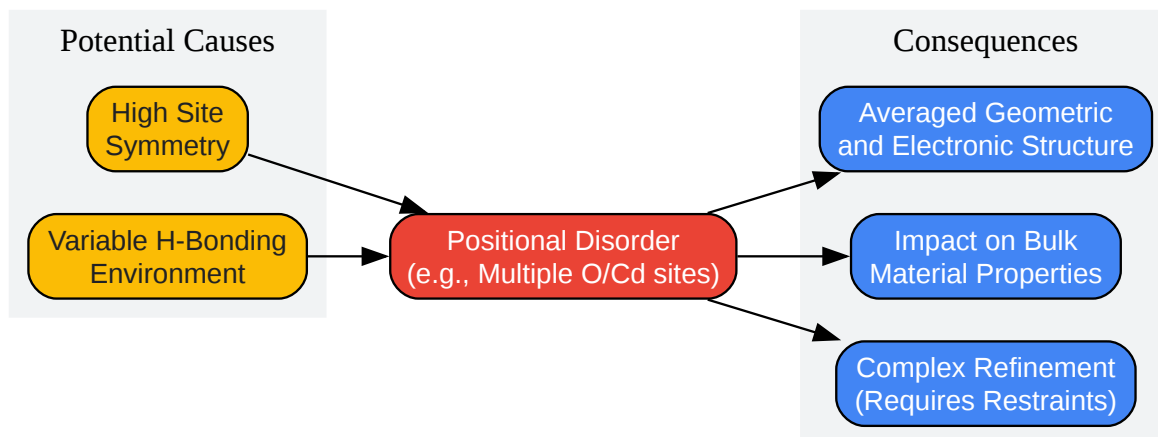 Potential Causes
High Site
Symmetry
Variable H-Bonding
Environment
Positional Disorder
(e.g., Multiple O/Cd sites)
Consequences
Averaged Geometric
and Electronic Structure
Impact on Bulk
Material Properties
Complex Refinement
(Requires Restraints)